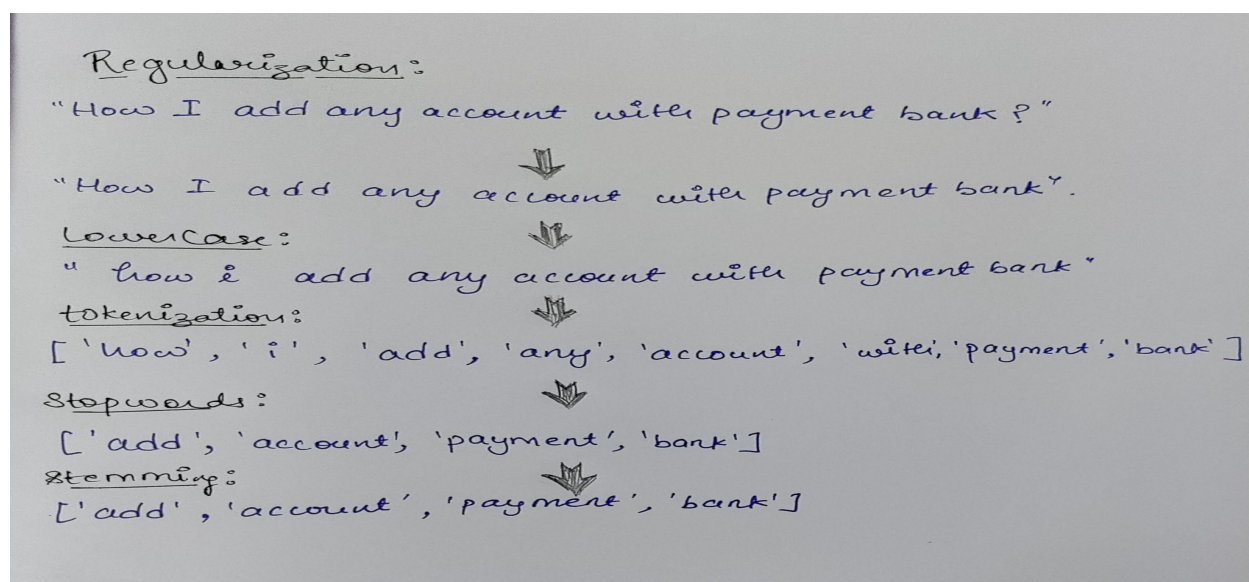 Regularization:
"How I add any account with payment bank?"
"How I add any account with payment bank".
Lowercase:
"how i add any account with payment bank"
tokenization:
['how', 'i', 'add', 'any', 'account', 'with', 'payment', 'bank']
Stopwords:
['add', 'account', 'payment', 'bank']
Stemming:
['add', 'account', 'payment', 'bank']